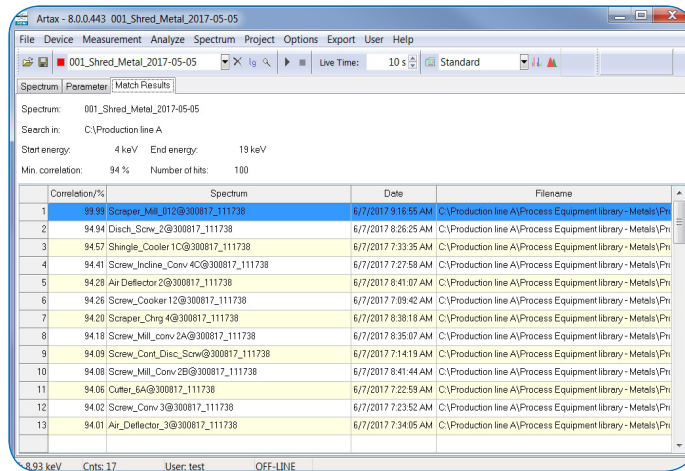 Artax - 8.0.0.443 001_Shred_Metal_2017-05-05
File Device Measurement Analyze Spectrum Project Options Export User Help
001_Shred_Metal_2017-05-05 lg Live Time: 10 s Standard
Spectrum Parameter Match Results
Spectrum: 001_Shred_Metal_2017-05-05
Search in: C:\Production line A
Start energy: 4 keV End energy: 19 keV
Min. correlation: 94 % Number of hits: 100
Correlation/% Spectrum Date Filename
1 99.99 Scraper_Mill_012@300817_111738 6/7/2017 9:16:55 AM C:\Production line A\Process Equipment library - Metals\Pro
2 94.94 Disch_Scrw_2@300817_111738 6/7/2017 8:26:25 AM C:\Production line A\Process Equipment library - Metals\Pro
3 94.57 Shingle_Cooler 1C@300817_111738 6/7/2017 7:33:35 AM C:\Production line A\Process Equipment library - Metals\Pro
4 94.41 Screw_Incline_Conv 4C@300817_111738 6/7/2017 7:27:58 AM C:\Production line A\Process Equipment library - Metals\Pro
5 94.28 Air Deflector 2@300817_111738 6/7/2017 8:41:07 AM C:\Production line A\Process Equipment library - Metals\Pro
6 94.26 Screw_Cooker 12@300817_111738 6/7/2017 7:09:42 AM C:\Production line A\Process Equipment library - Metals\Pro
7 94.20 Scraper_Chrg 4@300817_111738 6/7/2017 8:38:18 AM C:\Production line A\Process Equipment library - Metals\Pro
8 94.18 Screw_Mill_conv 2A@300817_111738 6/7/2017 8:35:07 AM C:\Production line A\Process Equipment library - Metals\Pro
9 94.09 Screw_Cont_Disc_Scrw@300817_111738 6/7/2017 7:14:19 AM C:\Production line A\Process Equipment library - Metals\Pro
10 94.08 Screw_Mill_Conv 2B@300817_111738 6/7/2017 8:41:44 AM C:\Production line A\Process Equipment library - Metals\Pro
11 94.06 Cutter_6A@300817_111738 6/7/2017 7:22:59 AM C:\Production line A\Process Equipment library - Metals\Pro
12 94.02 Screw_Conv 3@300817_111738 6/7/2017 7:23:52 AM C:\Production line A\Process Equipment library - Metals\Pro
13 94.01 Air_Deflector_3@300817_111738 6/7/2017 7:34:05 AM C:\Production line A\Process Equipment library - Metals\Pro
8,93 keV Cnts: 17 User: test OFF-LINE